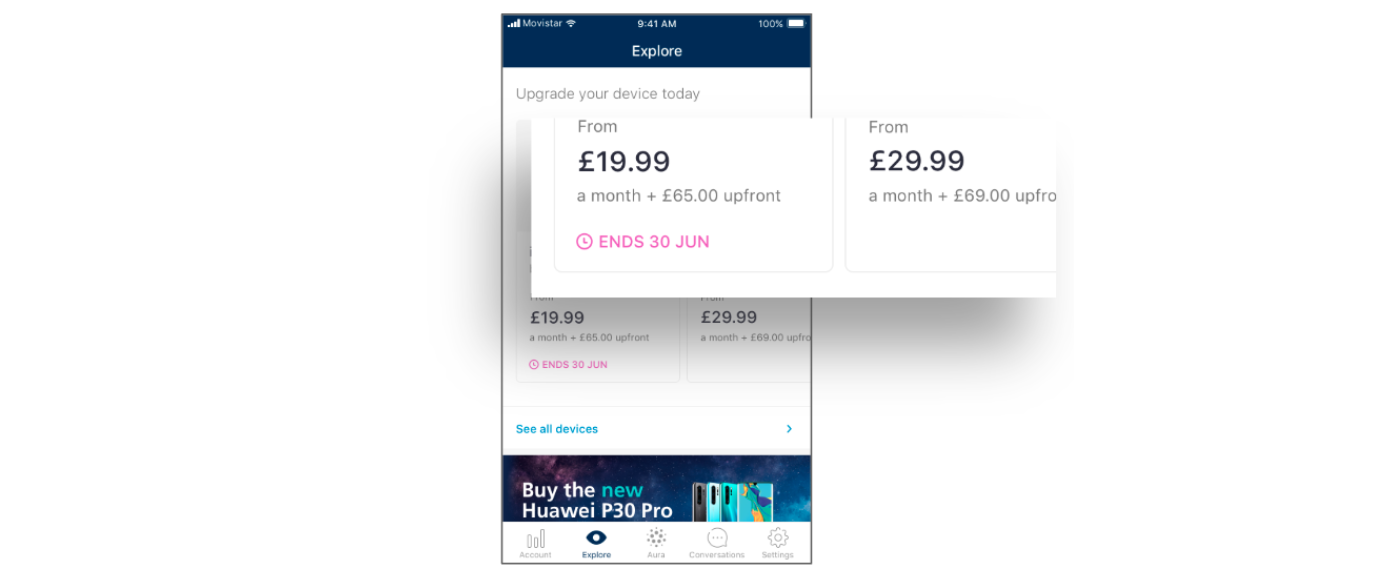 Movistar 9:41 AM 100%
Explore
Upgrade your device today
From From
£19.99 £29.99
a month + £65.00 upfront a month + £69.00 upfro
ENDS 30 JUN
From From
£19.99 £29.99
a month + £65.00 upfront a month + £69.00 upfro
ENDS 30 JUN
See all devices
Buy the new
Huawei P30 Pro
Account Explore Aura Conversations Settings